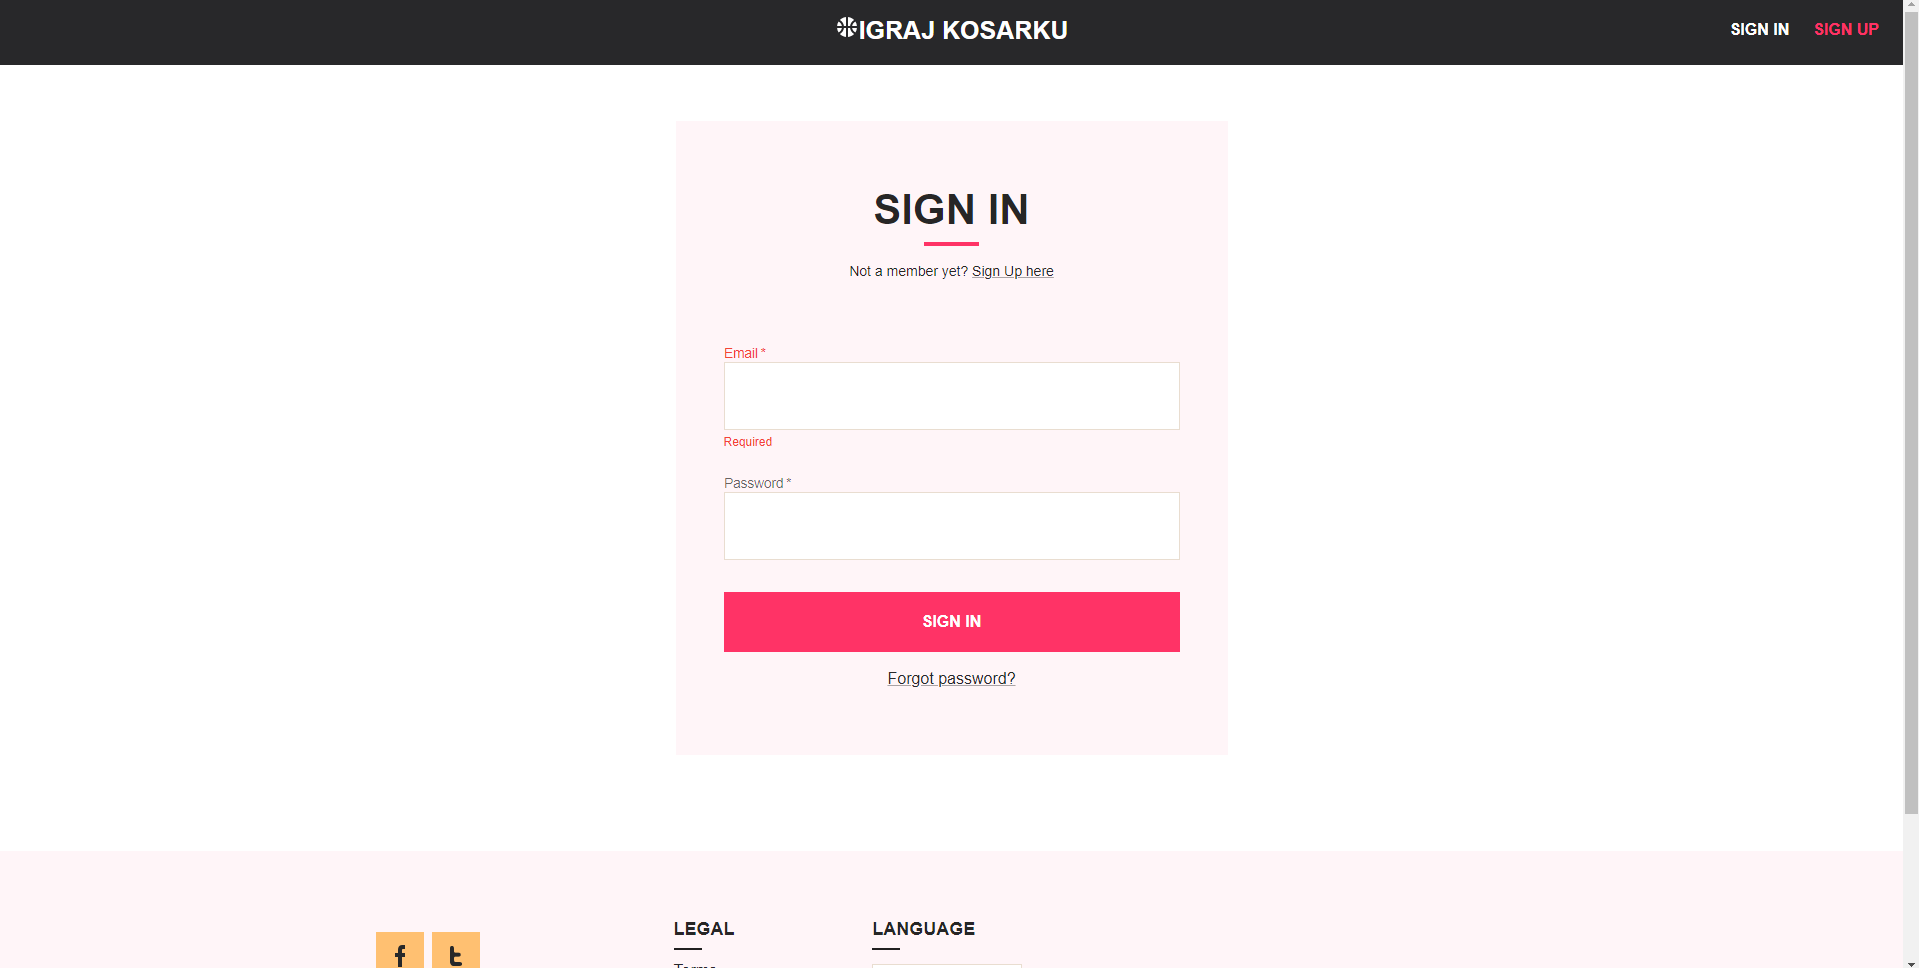 IGRAJ KOSARKU
SIGN IN
SIGN UP
SIGN IN
Not a member yet? Sign Up here
Email *
Required
Password *
SIGN IN
Forgot password?
LEGAL
LANGUAGE
Terms